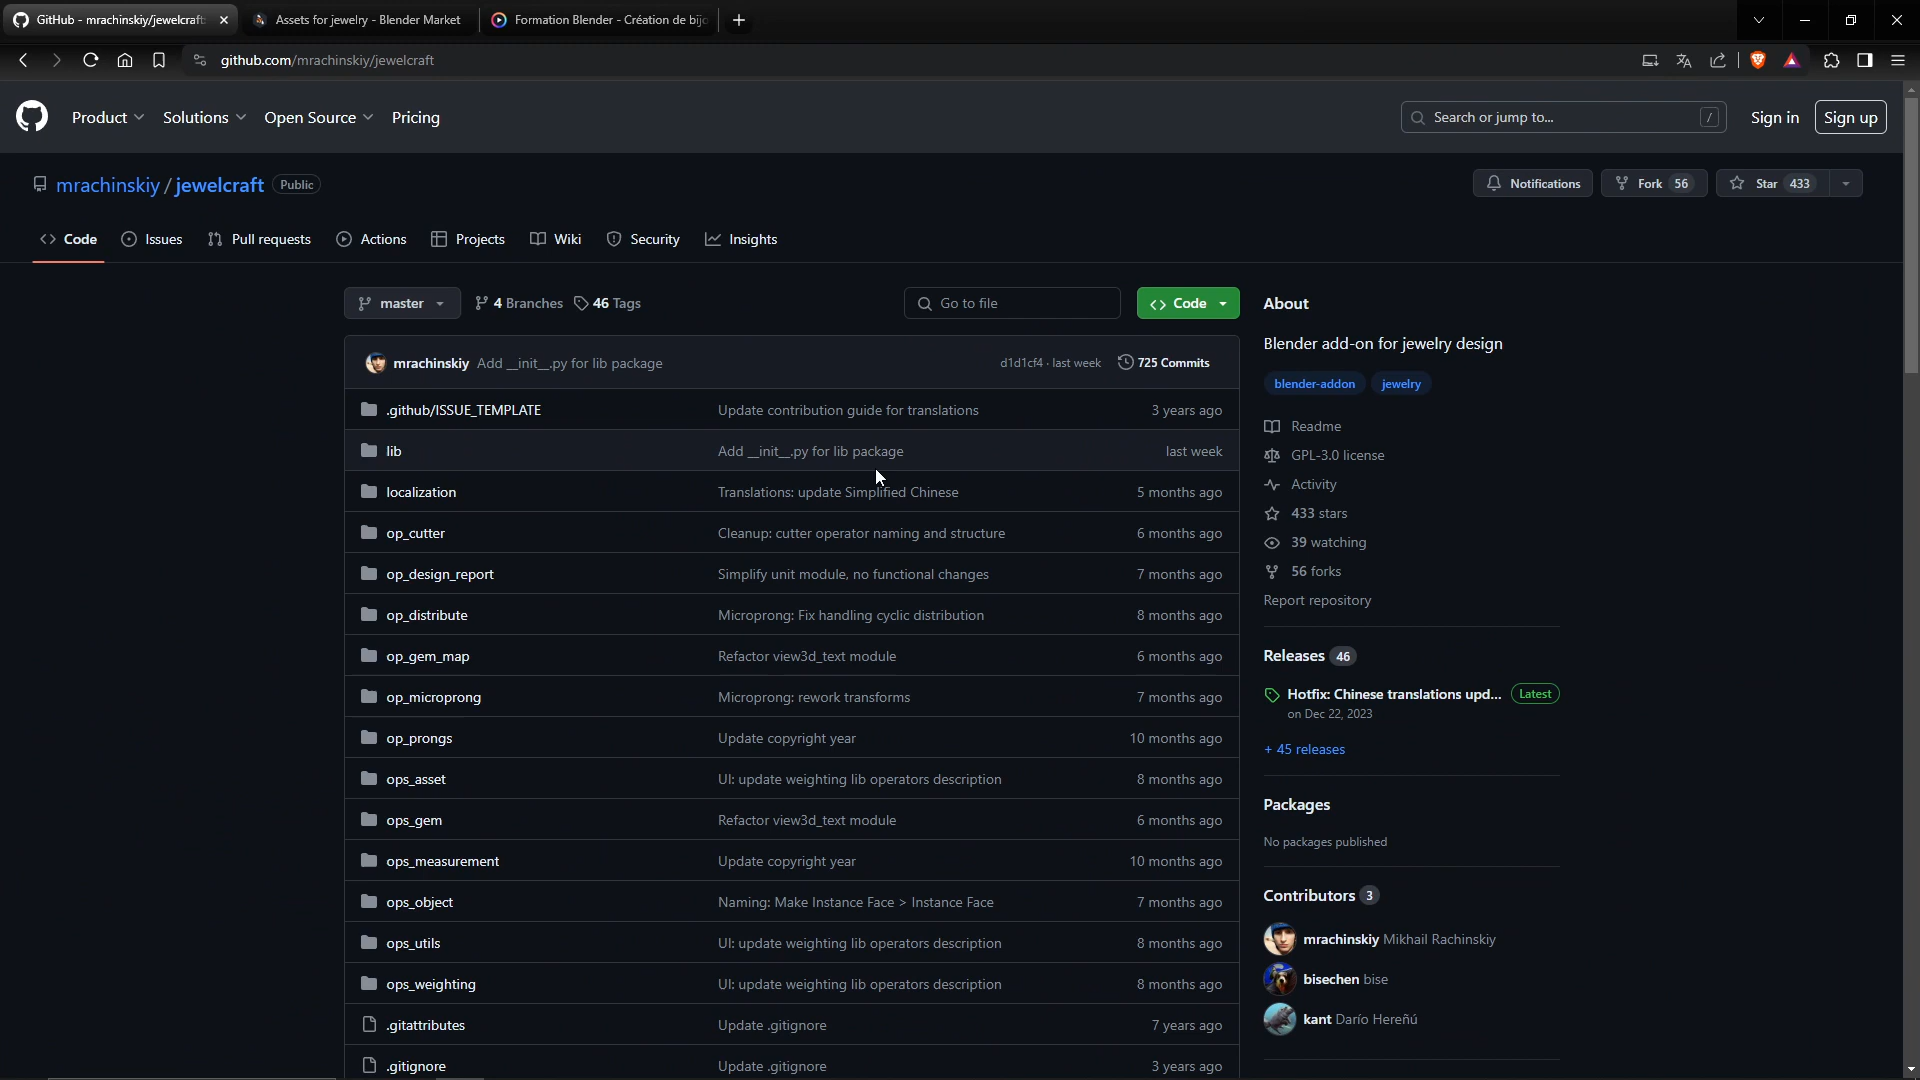 GitHub - mrachinskiy/jewelcraft:
Assets for jewelry - Blender Market
Formation Blender - Création de bijo
github.com/mrachinskiy/jewelcraft
Product
Solutions
Open Source
Pricing
Search or jump to...
/
Sign in
Sign up
mrachinskiy / jewelcraft
Public
Notifications
Fork 56
Star 433
Code
Issues
Pull requests
Actions
Projects
Wiki
Security
Insights
master
4 Branches
46 Tags
Go to file
Code
mrachinskiy Add __init__.py for lib package
d1d1cf4 · last week
725 Commits
.github/ISSUE_TEMPLATE Update contribution guide for translations 3 years ago
lib Add __init__.py for lib package last week
localization Translations: update Simplified Chinese 5 months ago
op_cutter Cleanup: cutter operator naming and structure 6 months ago
op_design_report Simplify unit module, no functional changes 7 months ago
op_distribute Microprong: Fix handling cyclic distribution 8 months ago
op_gem_map Refactor view3d_text module 6 months ago
op_microprong Microprong: rework transforms 7 months ago
op_prongs Update copyright year 10 months ago
ops_asset UI: update weighting lib operators description 8 months ago
ops_gem Refactor view3d_text module 6 months ago
ops_measurement Update copyright year 10 months ago
ops_object Naming: Make Instance Face > Instance Face 7 months ago
ops_utils UI: update weighting lib operators description 8 months ago
ops_weighting UI: update weighting lib operators description 8 months ago
.gitattributes Update .gitignore 7 years ago
.gitignore Update .gitignore 3 years ago
About
Blender add-on for jewelry design
blender-addon jewelry
Readme
GPL-3.0 license
Activity
433 stars
39 watching
56 forks
Report repository
Releases 46
Hotfix: Chinese translations upd... Latest
on Dec 22, 2023
+ 45 releases
Packages
No packages published
Contributors 3
mrachinskiy Mikhail Rachinskiy
bisechen bise
kant Darío Hereñú